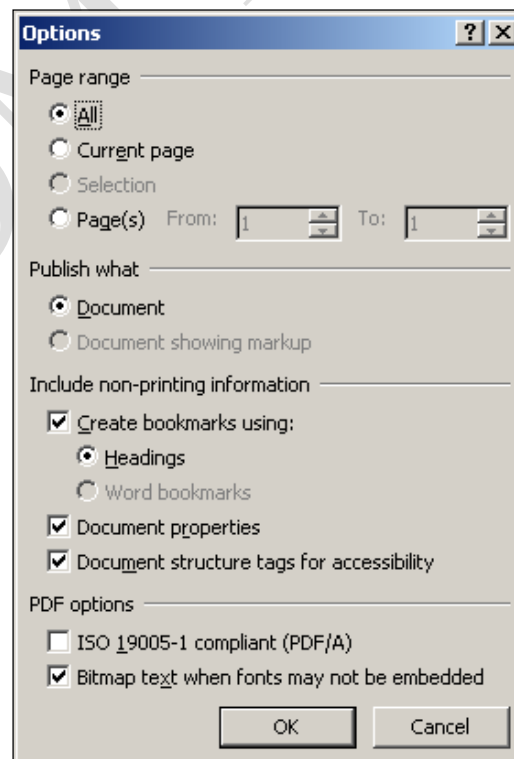 Options
Page range
All
Current page
Selection
Page(s) From: 1 To: 1
Publish what
Document
Document showing markup
Include non-printing information
Create bookmarks using:
Headings
Word bookmarks
Document properties
Document structure tags for accessibility
PDF options
ISO 19005-1 compliant (PDF/A)
Bitmap text when fonts may not be embedded
OK Cancel